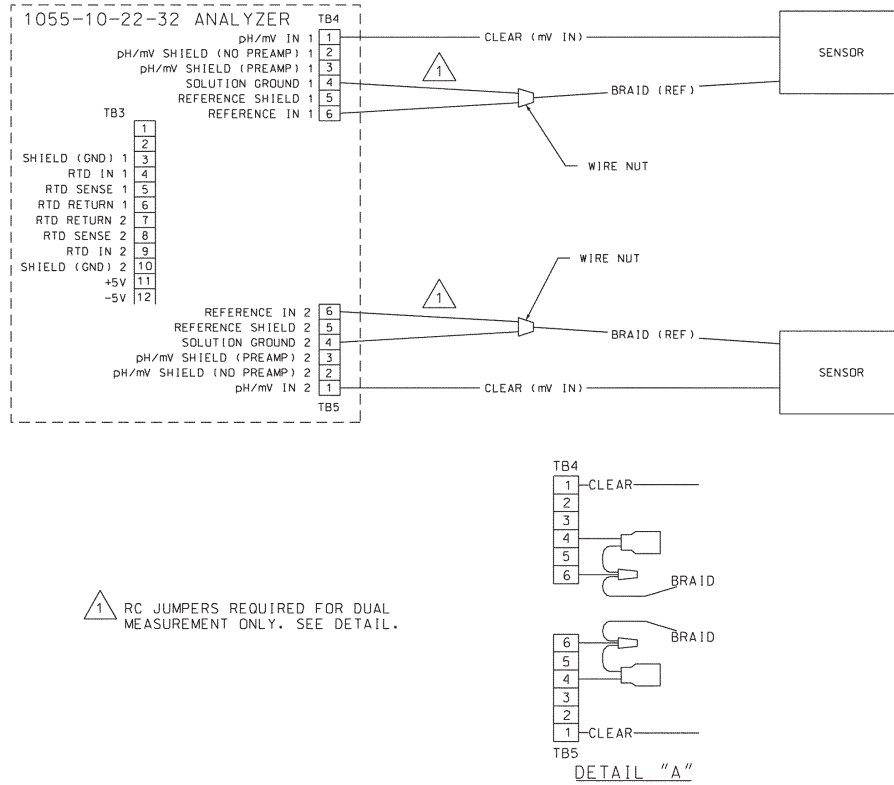 1055-10-22-32 ANALYZER
TB4
pH/mV IN 1 1
pH/mV SHIELD (NO PREAMP) 1 2
pH/mV SHIELD (PREAMP) 1 3
SOLUTION GROUND 1 4
REFERENCE SHIELD 1 5
REFERENCE IN 1 6
CLEAR (mV IN)
SENSOR
1
BRAID (REF)
WIRE NUT
TB3
1
2
SHIELD (GND) 1 3
RTD IN 1 4
RTD SENSE 1 5
RTD RETURN 1 6
RTD RETURN 2 7
RTD SENSE 2 8
RTD IN 2 9
SHIELD (GND) 2 10
+5V 11
-5V 12
WIRE NUT
1
REFERENCE IN 2 6
REFERENCE SHIELD 2 5
SOLUTION GROUND 2 4
pH/mV SHIELD (PREAMP) 2 3
pH/mV SHIELD (NO PREAMP) 2 2
pH/mV IN 2 1
TB5
BRAID (REF)
CLEAR (mV IN)
SENSOR
TB4
1 CLEAR
2
3
4
5
6
BRAID
1 RC JUMPERS REQUIRED FOR DUAL
MEASUREMENT ONLY. SEE DETAIL.
BRAID
6
5
4
3
2
1 CLEAR
TB5
DETAIL "A"